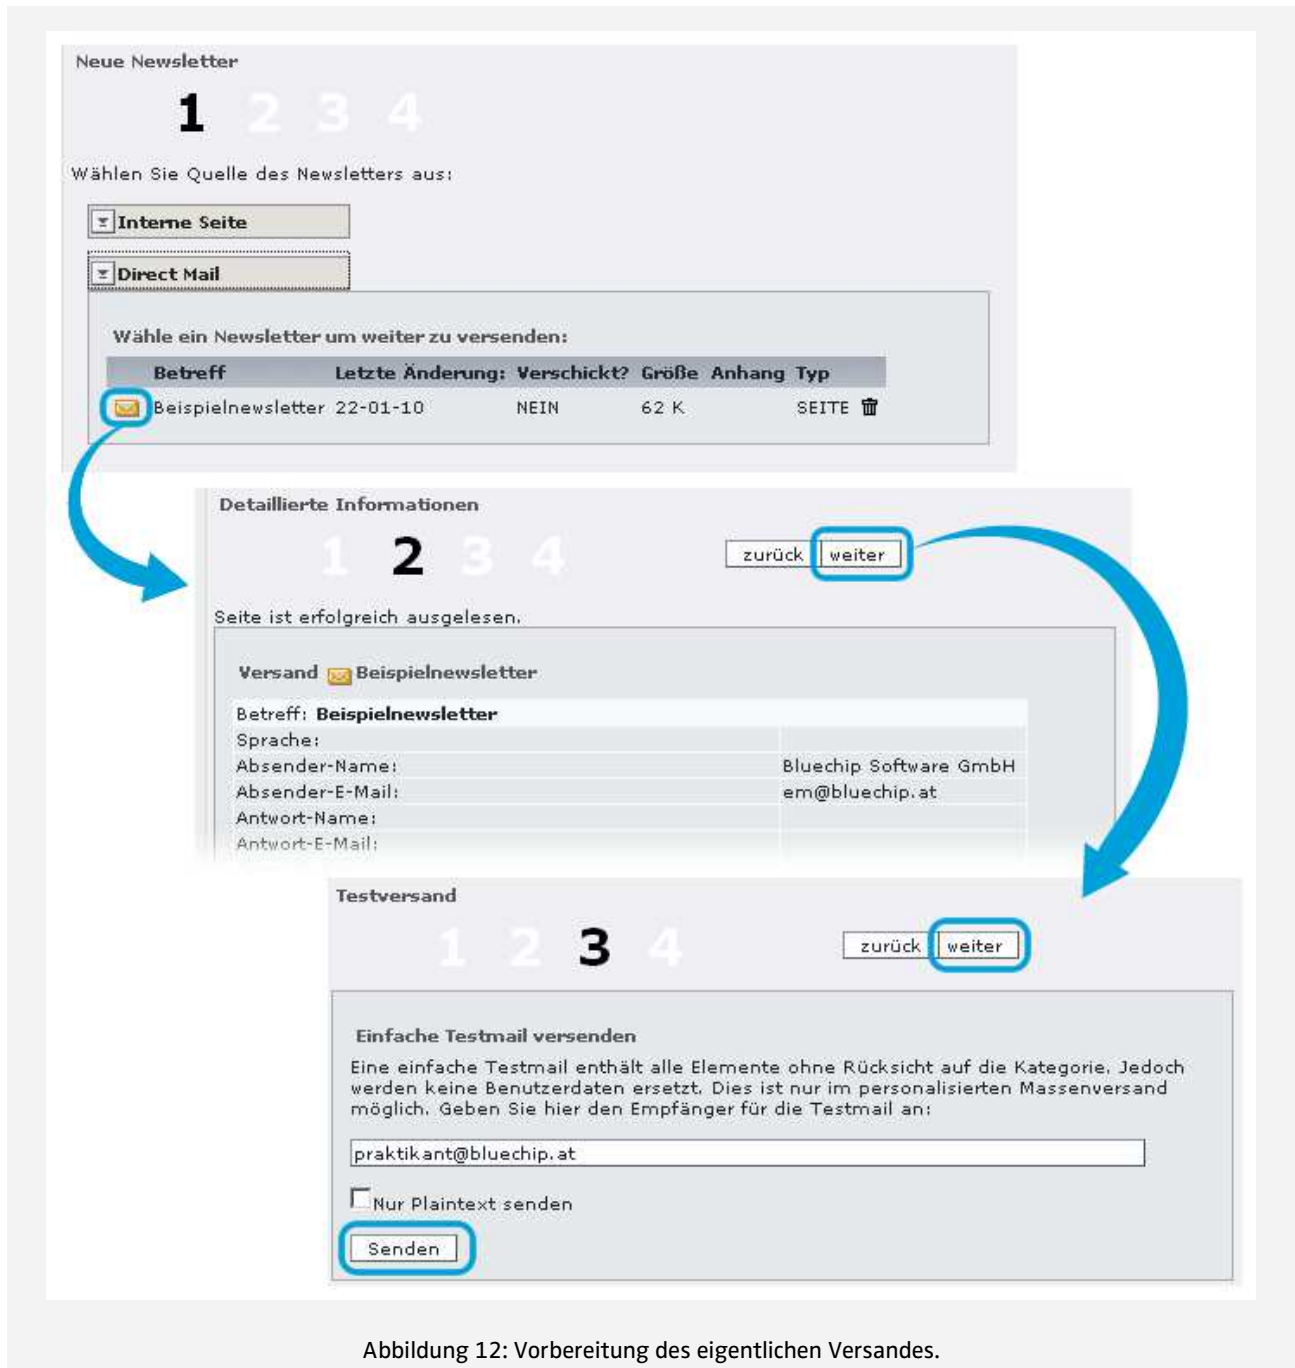 Neue Newsletter
1 2 3 4
Wählen Sie Quelle des Newsletters aus:
Interne Seite
Direct Mail
Wähle ein Newsletter um weiter zu versenden:
Betreff Letzte Änderung: Verschickt? Größe Anhang Typ
Beispielnewsletter 22-01-10 NEIN 62 K SEITE
Detaillierte Informationen
1 2 3 4 zurück weiter
Seite ist erfolgreich ausgelesen.
Versand Beispielnewsletter
Betreff: Beispielnewsletter
Sprache:
Absender-Name: Bluechip Software GmbH
Absender-E-Mail: em@bluechip.at
Antwort-Name:
Antwort-E-Mail:
Testversand
1 2 3 4 zurück weiter
Einfache Testmail versenden
Eine einfache Testmail enthält alle Elemente ohne Rücksicht auf die Kategorie. Jedoch
werden keine Benutzerdaten ersetzt. Dies ist nur im personalisierten Massenversand
möglich. Geben Sie hier den Empfänger für die Testmail an:
praktikant@bluechip.at
Nur Plaintext senden
Senden
Abbildung 12: Vorbereitung des eigentlichen Versandes.